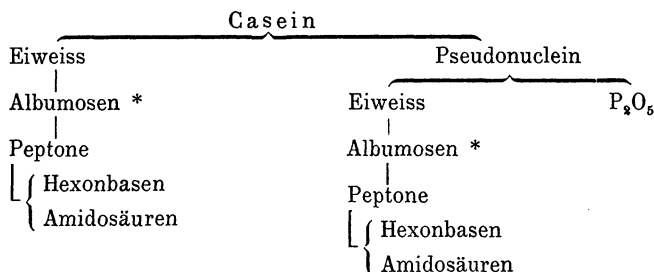 Casein
Eiweiss Pseudonuclein
Albumosen * Eiweiss P₂O₅
Peptone Albumosen *
Hexonbasen Peptone
Amidosäuren Hexonbasen
Amidosäuren